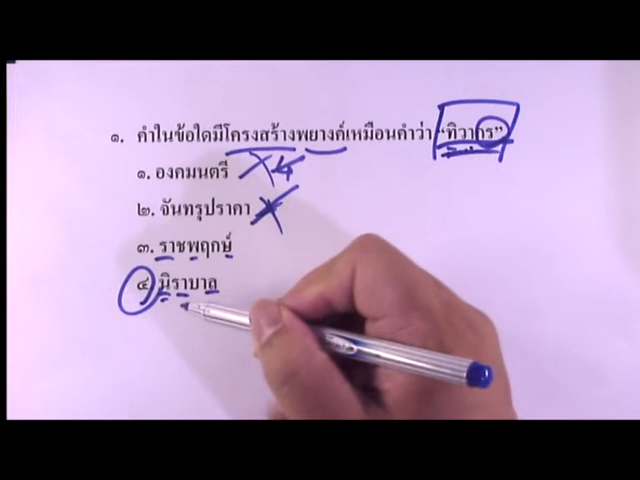 ๑. คำในข้อใดมีโครงสร้างพยางค์เหมือนคำว่า “ทิวากร”
๑. องคมนตรี
๒. จันทรุปราคา
๓. ราชพฤกษ์
๔. นิราบาล